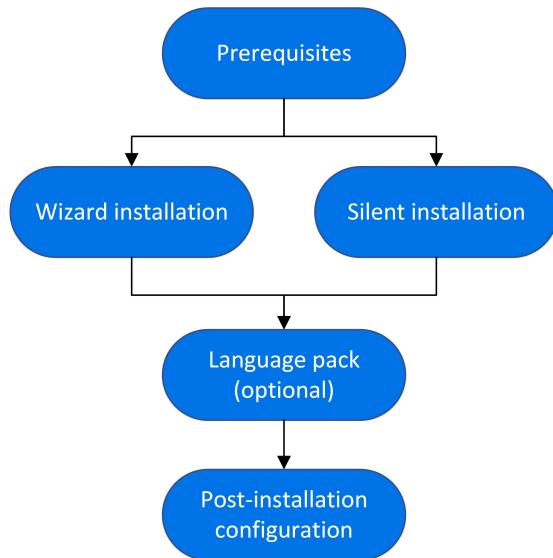 Prerequisites
Wizard installation
Silent installation
Language pack
(optional)
Post-installation
configuration